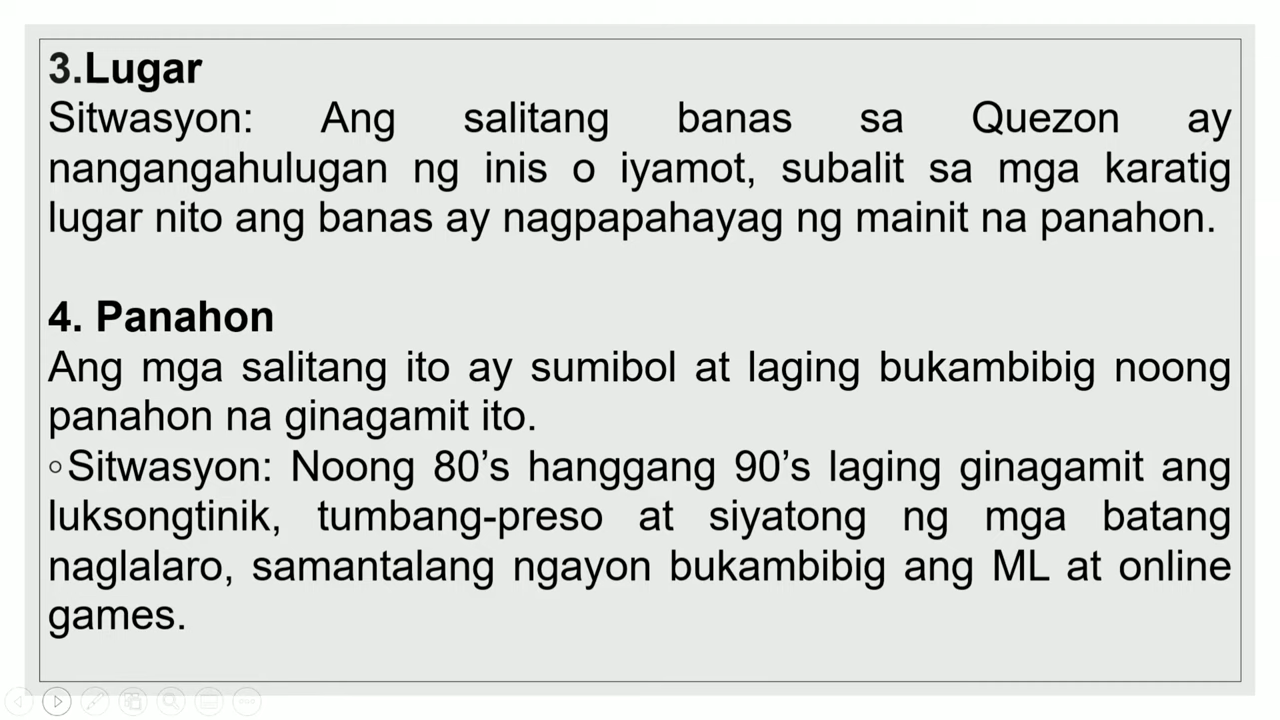 3.Lugar
Sitwasyon: Ang salitang banas sa Quezon ay
nangangahulugan ng inis o iyamot, subalit sa mga karatig
lugar nito ang banas ay nagpapahayag ng mainit na panahon.
4. Panahon
Ang mga salitang ito ay sumibol at laging bukambibig noong
panahon na ginagamit ito.
◦Sitwasyon: Noong 80’s hanggang 90’s laging ginagamit ang
luksongtinik, tumbang-preso at siyatong ng mga batang
naglalaro, samantalang ngayon bukambibig ang ML at online
games.